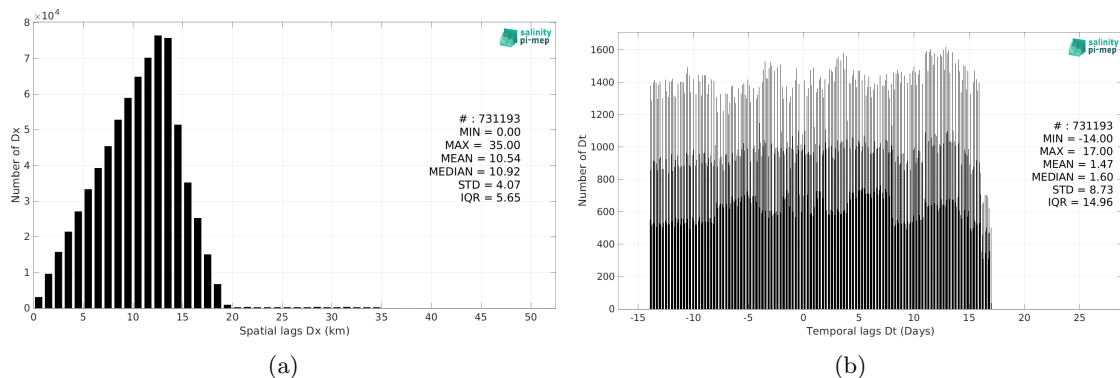 ×10⁴
8
7
6
5
4
3
2
1
0
Number of Dx
0 5 10 15 20 25 30 35 40 45 50
Spatial lags Dx (km)
salinity
pi-mep
# : 731193
MIN = 0.00
MAX = 35.00
MEAN = 10.54
MEDIAN = 10.92
STD = 4.07
IQR = 5.65
(a)
1600
1400
1200
1000
800
600
400
200
0
Number of Dt
-15 -10 -5 0 5 10 15 20 25
Temporal lags Dt (Days)
salinity
pi-mep
# : 731193
MIN = -14.00
MAX = 17.00
MEAN = 1.47
MEDIAN = 1.60
STD = 8.73
IQR = 14.96
(b)